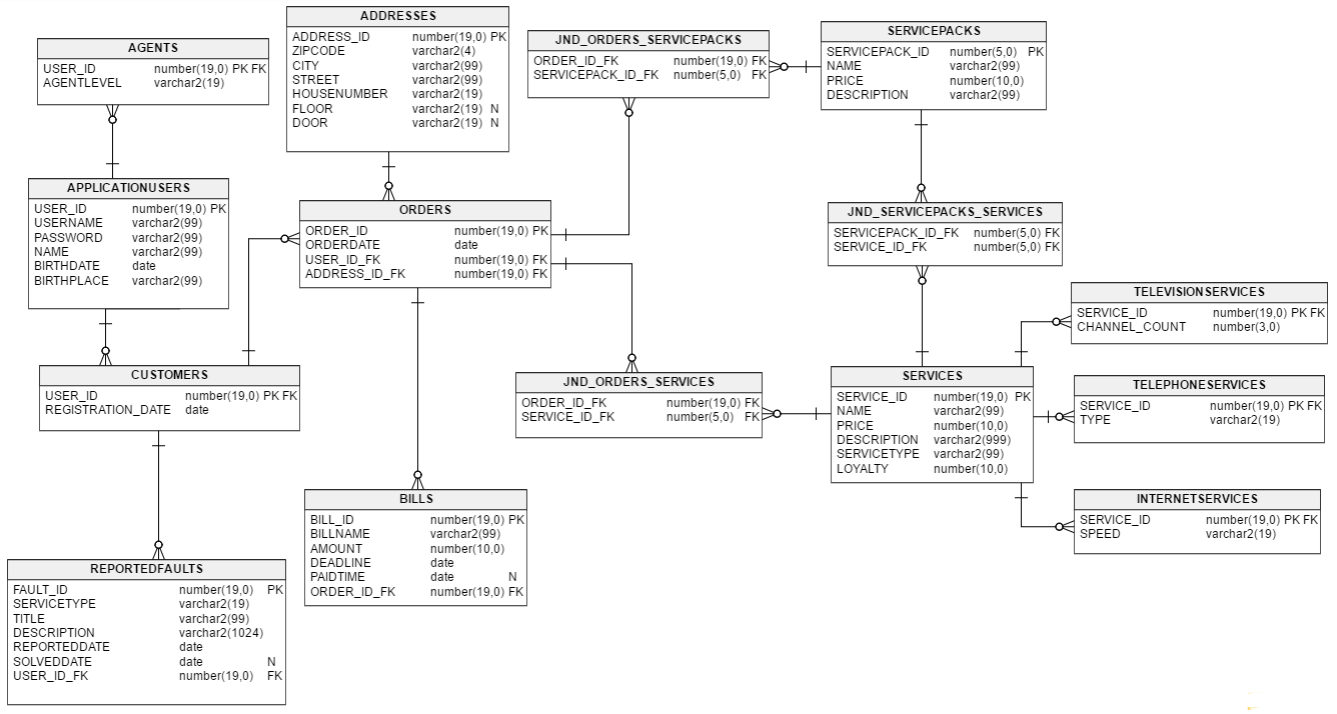 AGENTS
USER_ID number(19,0) PK FK
AGENTLEVEL varchar2(19)
ADDRESSES
ADDRESS_ID number(19,0) PK
ZIPCODE varchar2(4)
CITY varchar2(99)
STREET varchar2(99)
HOUSENUMBER varchar2(19)
FLOOR varchar2(19) N
DOOR varchar2(19) N
JND_ORDERS_SERVICEPACKS
ORDER_ID_FK number(19,0) FK
SERVICEPACK_ID_FK number(5,0) FK
SERVICEPACKS
SERVICEPACK_ID number(5,0) PK
NAME varchar2(99)
PRICE number(10,0)
DESCRIPTION varchar2(99)
APPLICATIONUSERS
USER_ID number(19,0) PK
USERNAME varchar2(99)
PASSWORD varchar2(99)
NAME varchar2(99)
BIRTHDATE date
BIRTHPLACE varchar2(99)
ORDERS
ORDER_ID number(19,0) PK
ORDERDATE date
USER_ID_FK number(19,0) FK
ADDRESS_ID_FK number(19,0) FK
JND_SERVICEPACKS_SERVICES
SERVICEPACK_ID_FK number(5,0) FK
SERVICE_ID_FK number(5,0) FK
TELEVISIONSERVICES
SERVICE_ID number(19,0) PK FK
CHANNEL_COUNT number(3,0)
CUSTOMERS
USER_ID number(19,0) PK FK
REGISTRATION_DATE date
JND_ORDERS_SERVICES
ORDER_ID_FK number(19,0) FK
SERVICE_ID_FK number(5,0) FK
SERVICES
SERVICE_ID number(19,0) PK
NAME varchar2(99)
PRICE number(10,0)
DESCRIPTION varchar2(999)
SERVICETYPE varchar2(99)
LOYALTY number(10,0)
TELEPHONESERVICES
SERVICE_ID number(19,0) PK FK
TYPE varchar2(19)
BILLS
BILL_ID number(19,0) PK
BILLNAME varchar2(99)
AMOUNT number(10,0)
DEADLINE date
PAIDTIME date N
ORDER_ID_FK number(19,0) FK
INTERNETSERVICES
SERVICE_ID number(19,0) PK FK
SPEED varchar2(19)
REPORTEDFAULTS
FAULT_ID number(19,0) PK
SERVICETYPE varchar2(19)
TITLE varchar2(99)
DESCRIPTION varchar2(1024)
REPORTEDDATE date
SOLVEDDATE date N
USER_ID_FK number(19,0) FK